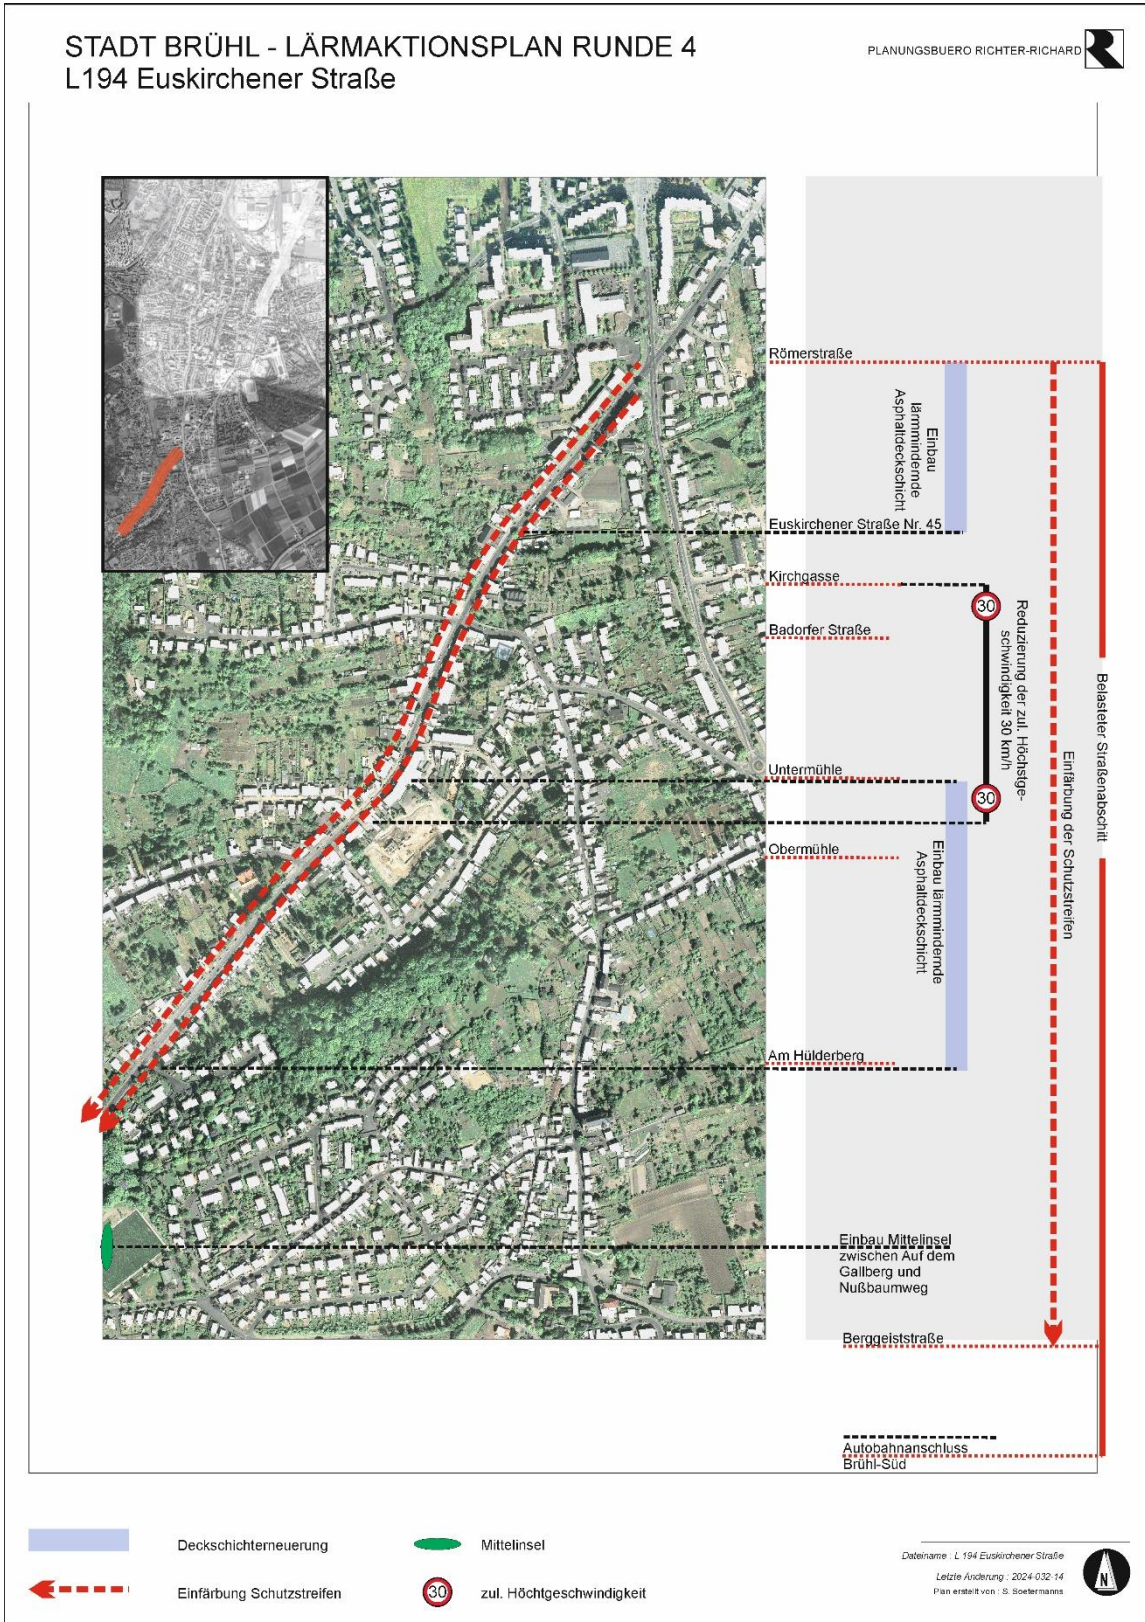 STADT BRÜHL - LÄRMAKTIONSPLAN RUNDE 4
L194 Euskirchener Straße
PLANUNGSBUERO RICHTER-RICHARD
Römerstraße
Einbau
lärmmindernde
Asphaltdeckschicht
Euskirchener Straße Nr. 45
Kirchgasse
30
Badorfer Straße
Reduzierung der zul. Höchstge-
schwindigkeit 30 km/h
Belasteter Straßenabschitt
Einfärbung der Schutzstreifen
Untermühle
30
Obermühle
Einbau lärmmindernde
Asphaltdeckschicht
Am Hülderberg
Einbau Mittelinsel
zwischen Auf dem
Gallberg und
Nußbaumweg
Berggeiststraße
Autobahnanschluss
Brühl-Süd
Deckschichterneuerung
Mittelinsel
Einfärbung Schutzstreifen
30
zul. Höchtgeschwindigkeit
Dateiname : L 194 Euskirchener Straße
Letzte Änderung : 2024-032-14
Plan erstellt von : S. Soetermanns
N